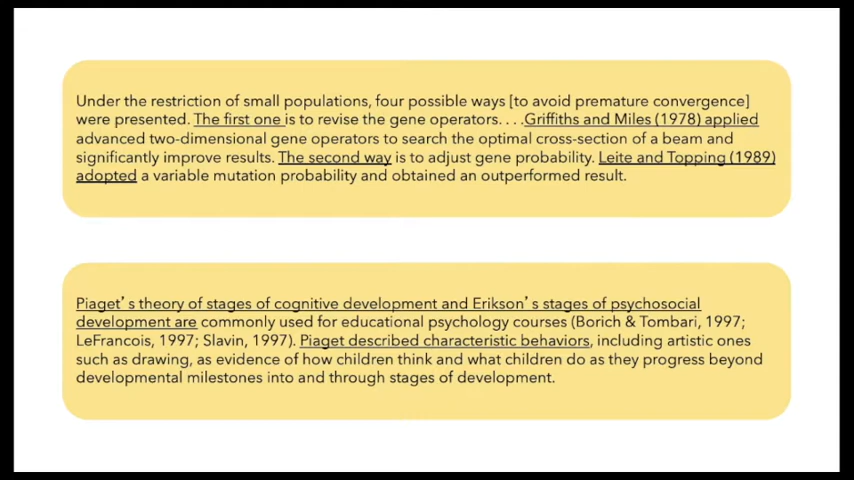 Under the restriction of small populations, four possible ways [to avoid premature convergence]
were presented. The first one is to revise the gene operators. . . .Griffiths and Miles (1978) applied
advanced two-dimensional gene operators to search the optimal cross-section of a beam and
significantly improve results. The second way is to adjust gene probability. Leite and Topping (1989)
adopted a variable mutation probability and obtained an outperformed result.
Piaget's theory of stages of cognitive development and Erikson's stages of psychosocial
development are commonly used for educational psychology courses (Borich & Tombari, 1997;
LeFrancois, 1997; Slavin, 1997). Piaget described characteristic behaviors, including artistic ones
such as drawing, as evidence of how children think and what children do as they progress beyond
developmental milestones into and through stages of development.